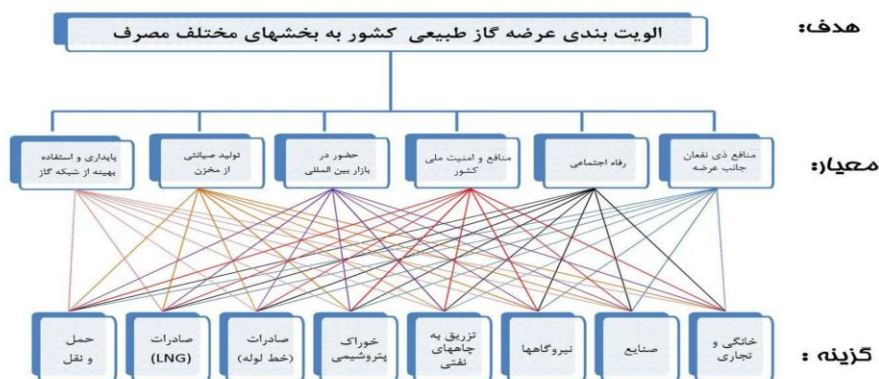 هدف:
الویت بندی عرضه گاز طبیعی کشور به بخشهای مختلف مصرف
معیار:
منافع ذی نفعان
جانب عرضه
رفاه اجتماعی
منافع و امنیت ملی
کشور
حضور در
بازار بین المللی
تولید صیانتی
از مخزن
پایداری و استفاده
بهینه از شبکه گاز
گزینه :
خانگی و
تجاری
صنایع
نیروگاهها
تزریق به
چاههای
نفتی
خوراک
پتروشیمی
صادرات
(خط لوله)
صادرات
(LNG)
حمل
و نقل